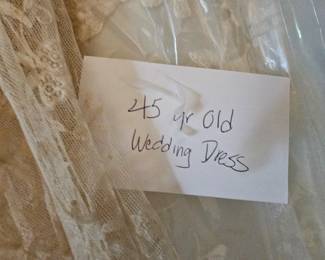 45 yr Old
Wedding Dress